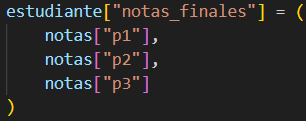 estudiante["notas_finales"] = (
    notas["p1"],
    notas["p2"],
    notas["p3"]
)